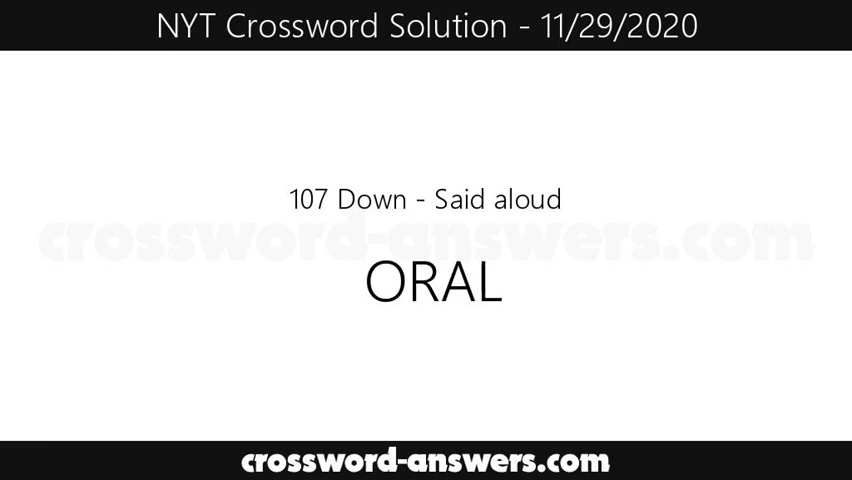 NYT Crossword Solution - 11/29/2020
107 Down - Said aloud
crossword-answers.com
ORAL
crossword-answers.com